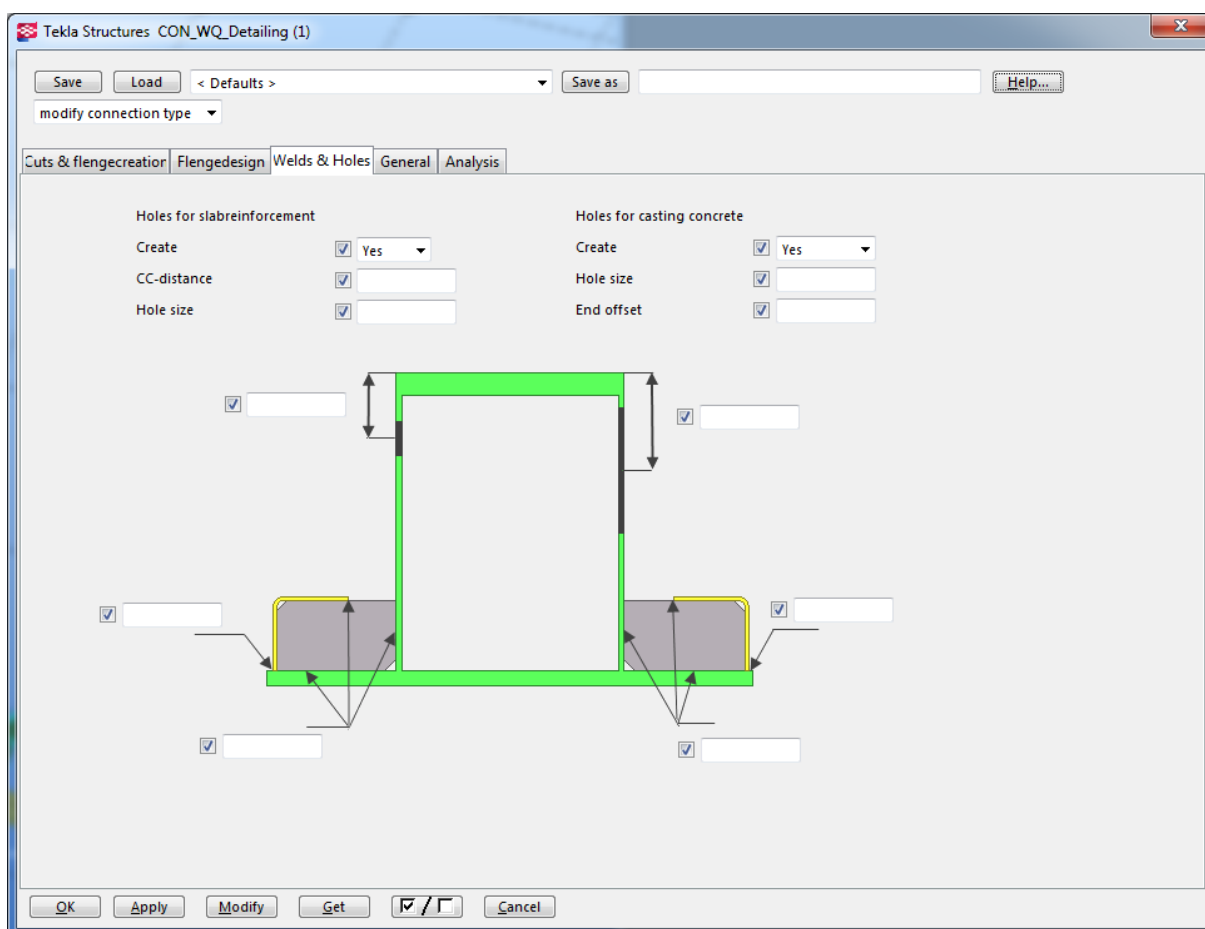 Tekla Structures CON_WQ_Detailing (1)
Save Load < Defaults > Save as Help...
modify connection type
Cuts & flengecreation Flengedesign Welds & Holes General Analysis
Holes for slabreinforcement Holes for casting concrete
Create Yes Create Yes
CC-distance Hole size
Hole size End offset
OK Apply Modify Get / Cancel